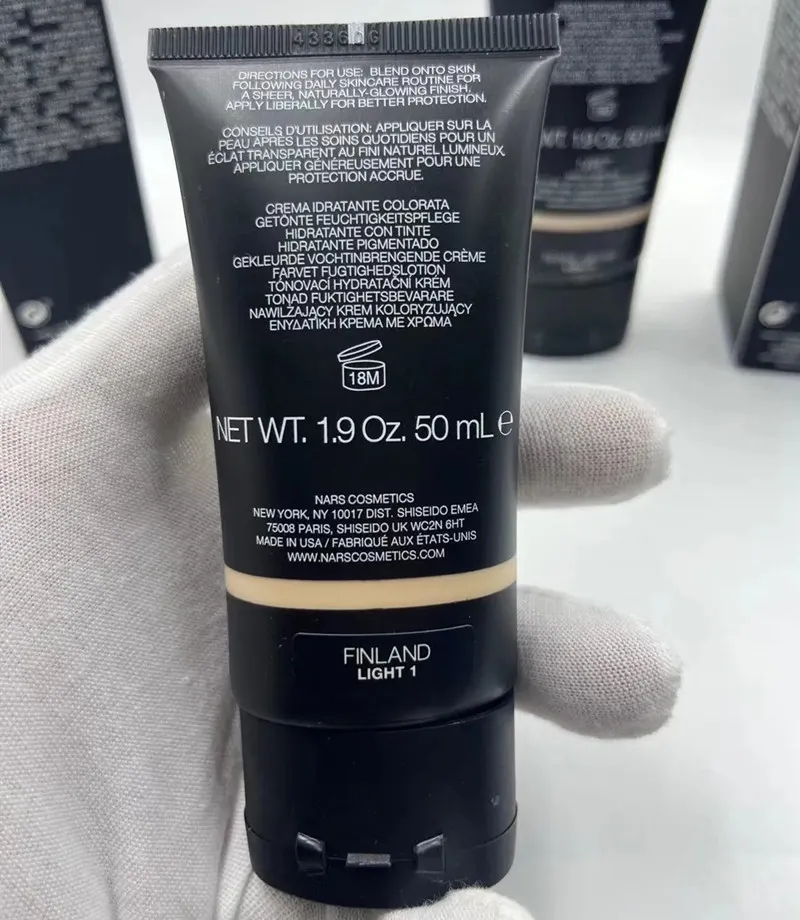 DIRECTIONS FOR USE: BLEND ONTO SKIN
FOLLOWING DAILY SKINCARE ROUTINE FOR
A SHEER, NATURALLY-GLOWING FINISH.
APPLY LIBERALLY FOR BETTER PROTECTION.
CONSEILS D'UTILISATION: APPLIQUER SUR LA
PEAU APRÈS LES SOINS QUOTIDIENS POUR UN
ÉCLAT TRANSPARENT AU FINI NATUREL LUMINEUX.
APPLIQUER GÉNÉREUSEMENT POUR UNE
PROTECTION ACCRUE.
CREMA IDRATANTE COLORATA
GETÖNTE FEUCHTIGKEITSPFLEGE
HIDRATANTE CON TINTE
HIDRATANTE PIGMENTADO
GEKLEURDE VOCHTINBRENGENDE CRÈME
FARVET FUGTIGHEDSLOTION
TÓNOVACÍ HYDRATAČNÍ KRÉM
TONAD FUKTIGHETSBEVARARE
NAWILŻAJĄCY KREM KOLORYZUJĄCY
ΕΝΥΔΑΤΙΚΗ ΚΡΕΜΑ ΜΕ ΧΡΩΜΑ
18M
NET WT. 1.9 Oz. 50 mL ℮
NARS COSMETICS
NEW YORK, NY 10017 DIST. SHISEIDO EMEA
75008 PARIS, SHISEIDO UK WC2N 6HT
MADE IN USA / FABRIQUÉ AUX ÉTATS-UNIS
WWW.NARSCOSMETICS.COM
FINLAND
LIGHT 1
WT. 1.9 Oz. 50